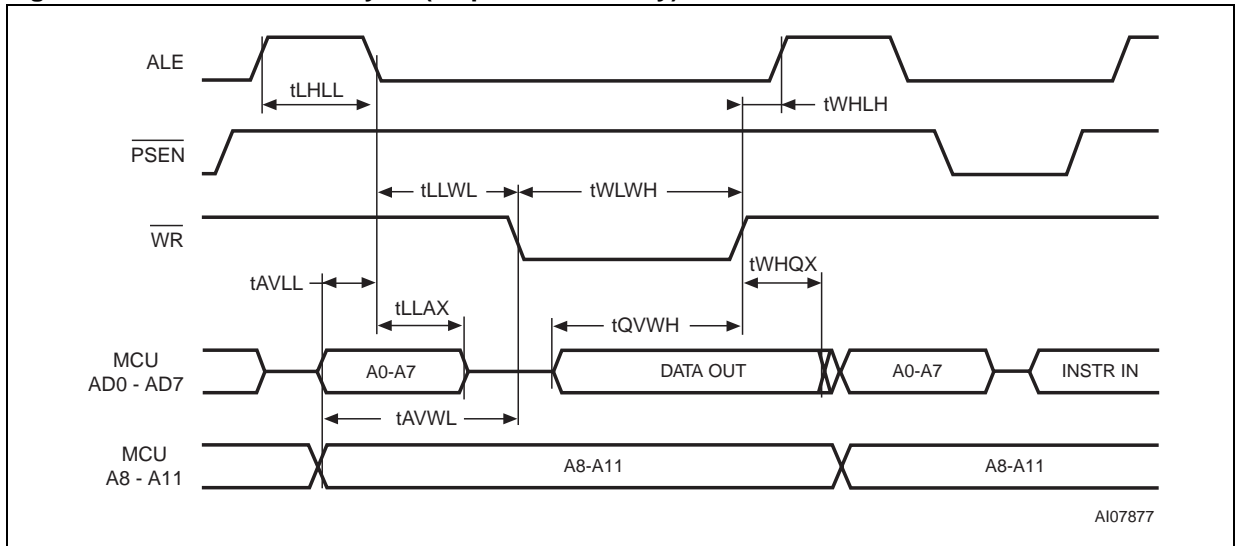 ALE
tLHLL
tWHLH
PSEN
tLLWL
tWLWH
WR
tWHQX
tAVLL
tLLAX
tQVWH
MCU
AD0 - AD7
A0-A7
DATA OUT
A0-A7
INSTR IN
tAVWL
MCU
A8 - A11
A8-A11
A8-A11
AI07877